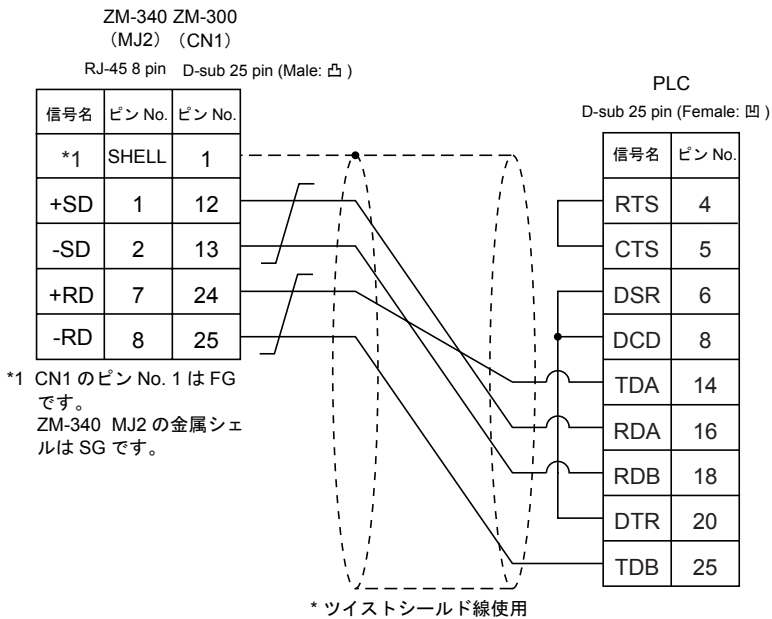 ZM-340 ZM-300
（MJ2）（CN1）
RJ-45 8 pin D-sub 25 pin (Male: 凸 )
信号名 ピン No. ピン No.
*1 SHELL 1
+SD 1 12
-SD 2 13
+RD 7 24
-RD 8 25
*1 CN1 のピン No. 1 は FG
です。
ZM-340 MJ2 の金属シェ
ルは SG です。
PLC
D-sub 25 pin (Female: 凹 )
信号名 ピン No.
RTS 4
CTS 5
DSR 6
DCD 8
TDA 14
RDA 16
RDB 18
DTR 20
TDB 25
* ツイストシールド線使用